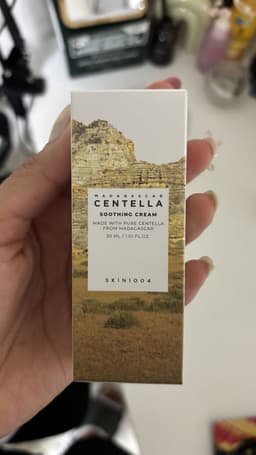 MADAGASCAR
CENTELLA
SOOTHING CREAM
MADE WITH PURE CENTELLA
FROM MADAGASCAR
30 ML / 1.01 FL.OZ.
SKIN1004